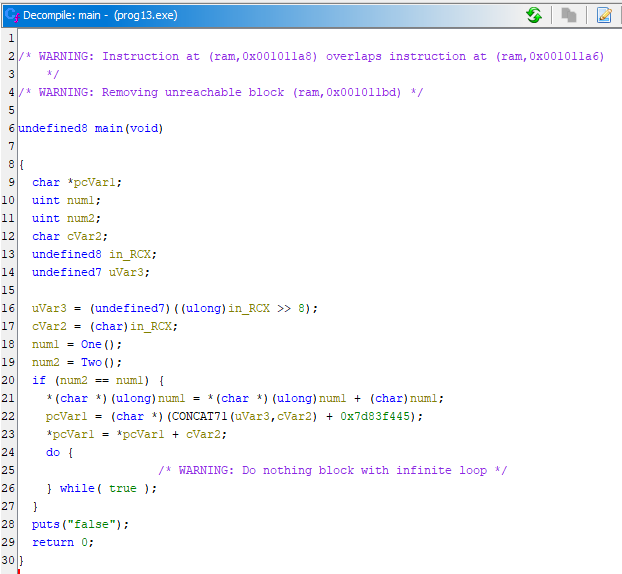 Decompile: main - (prog13.exe)
1
2 /* WARNING: Instruction at (ram,0x001011a8) overlaps instruction at (ram,0x001011a6)
3 */
4 /* WARNING: Removing unreachable block (ram,0x001011bd) */
5
6 undefined8 main(void)
7
8 {
9 char *pcVar1;
10 uint num1;
11 uint num2;
12 char cVar2;
13 undefined8 in_RCX;
14 undefined7 uVar3;
15
16 uVar3 = (undefined7)((ulong)in_RCX >> 8);
17 cVar2 = (char)in_RCX;
18 num1 = One();
19 num2 = Two();
20 if (num2 == num1) {
21 *(char *)(ulong)num1 = *(char *)(ulong)num1 + (char)num1;
22 pcVar1 = (char *)(CONCAT71(uVar3,cVar2) + 0x7d83f445);
23 *pcVar1 = *pcVar1 + cVar2;
24 do {
25 /* WARNING: Do nothing block with infinite loop */
26 } while( true );
27 }
28 puts("false");
29 return 0;
30 }